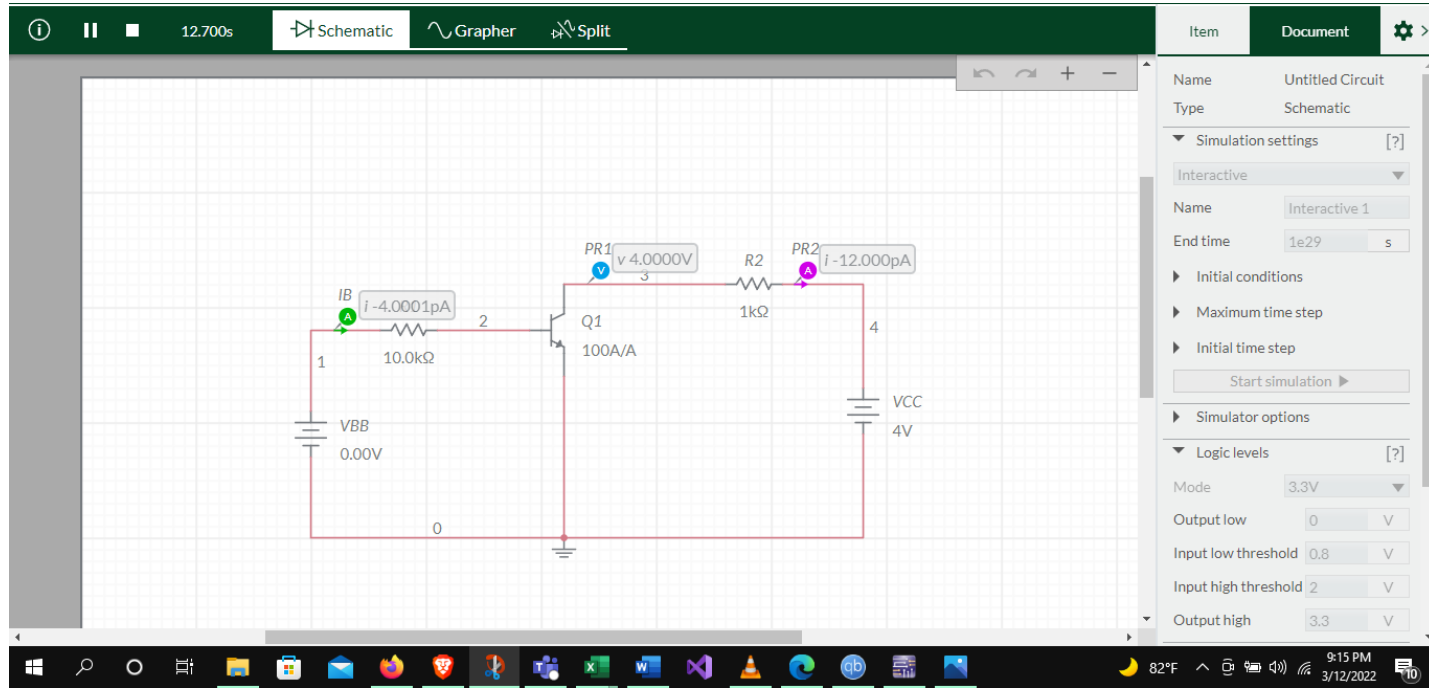 12.700s
Schematic
Grapher
Split
Item
Document
Name
Untitled Circuit
Type
Schematic
Simulation settings
[?]
Interactive
Name
Interactive 1
End time
1e29
s
Initial conditions
Maximum time step
Initial time step
Start simulation
Simulator options
Logic levels
[?]
Mode
3.3V
Output low
0
V
Input low threshold
0.8
V
Input high threshold
2
V
Output high
3.3
V
PR1
v 4.0000V
3
R2
1kΩ
PR2
A
i -12.000pA
V
IB
A
i -4.0001pA
2
10.0kΩ
1
Q1
100A/A
4
VBB
0.00V
VCC
4V
0
qb
82°F
9:15 PM
3/12/2022
10